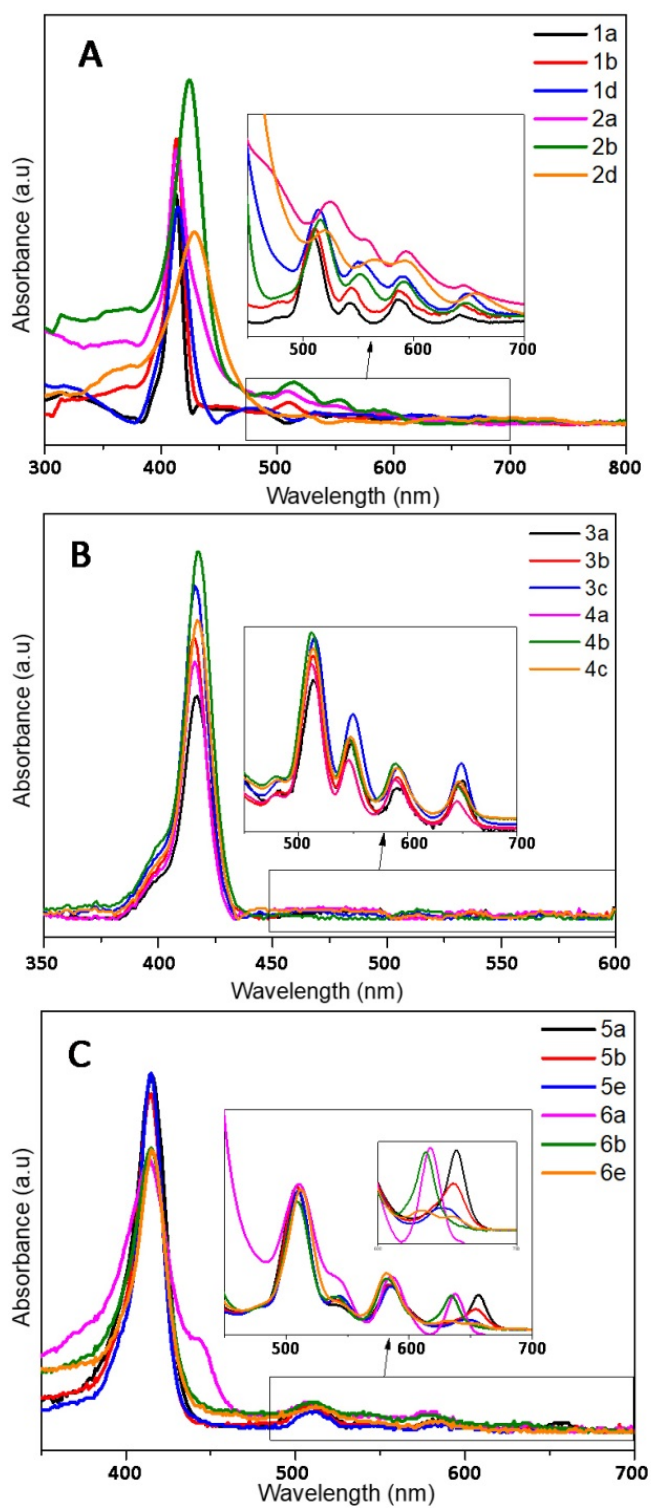 A
1a
1b
1d
2a
2b
2d
Absorbance (a.u)
500 600 700
300 400 500 600 700 800
Wavelength (nm)
B
3a
3b
3c
4a
4b
4c
Absorbance (a.u)
500 600 700
350 400 450 500 550 600
Wavelength (nm)
C
5a
5b
5e
6a
6b
6e
Absorbance (a.u)
500 600 700
400 500 600 700
Wavelength (nm)